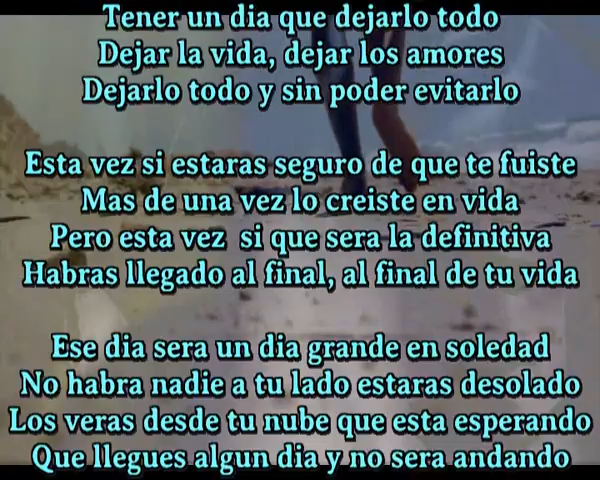 Tener un dia que dejarlo todo
Dejar la vida, dejar los amores
Dejarlo todo y sin poder evitarlo
Esta vez si estaras seguro de que te fuiste
Mas de una vez lo creiste en vida
Pero esta vez si que sera la definitiva
Habras llegado al final, al final de tu vida
Ese dia sera un dia grande en soledad
No habra nadie a tu lado estaras desolado
Los veras desde tu nube que esta esperando
Que llegues algun dia y no sera andando